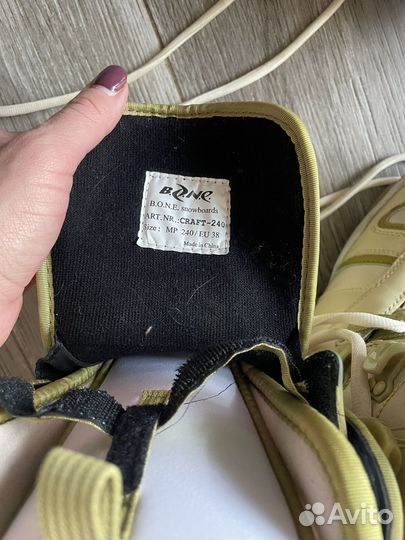 BONE
B.O.N.E. snowboards
ART.NR.:CRAFT-240
Size: MP 240/EU 38
Made in China
Avito